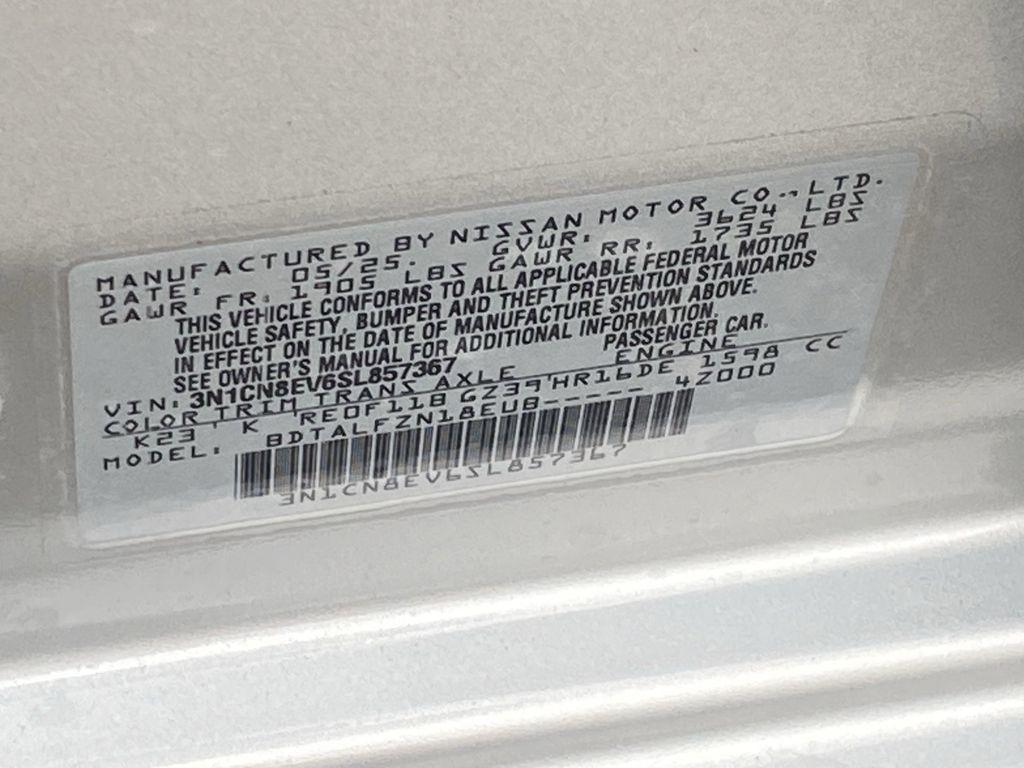 MANUFACTURED BY NISSAN MOTOR CO., LTD.
DATE: 05/25. GVWR: 3624 LBS
GAWR FR: 1905 LBS GAWR RR: 1735 LBS
THIS VEHICLE CONFORMS TO ALL APPLICABLE FEDERAL MOTOR
VEHICLE SAFETY, BUMPER AND THEFT PREVENTION STANDARDS
IN EFFECT ON THE DATE OF MANUFACTURE SHOWN ABOVE.
SEE OWNER'S MANUAL FOR ADDITIONAL INFORMATION.
VIN: 3N1CN8EV6SL857367 PASSENGER CAR.
COLOR TRIM TRANS AXLE ENGINE
K23 K RE0F11B GZ39 HR16DE 1598 CC
MODEL: BDTALFZN18EUB----- 4Z000
3N1CN8EV6SL857367